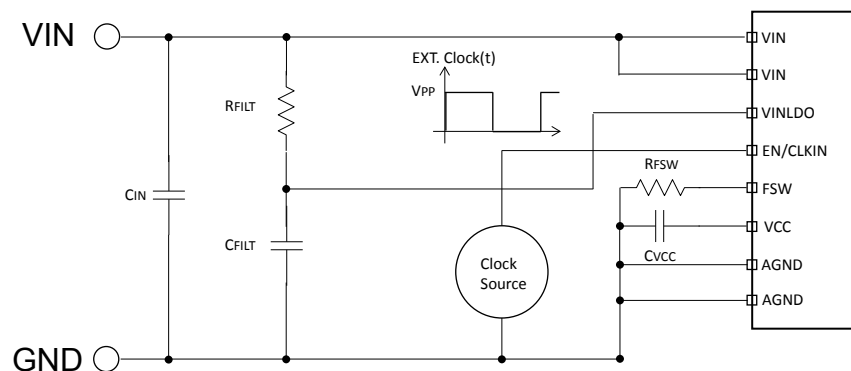 VIN
EXT. Clock(t)
VPP
RFILT
CIN
CFILT
Clock
Source
RFSW
CVCC
GND
VIN
VIN
VINLDO
EN/CLKIN
FSW
VCC
AGND
AGND